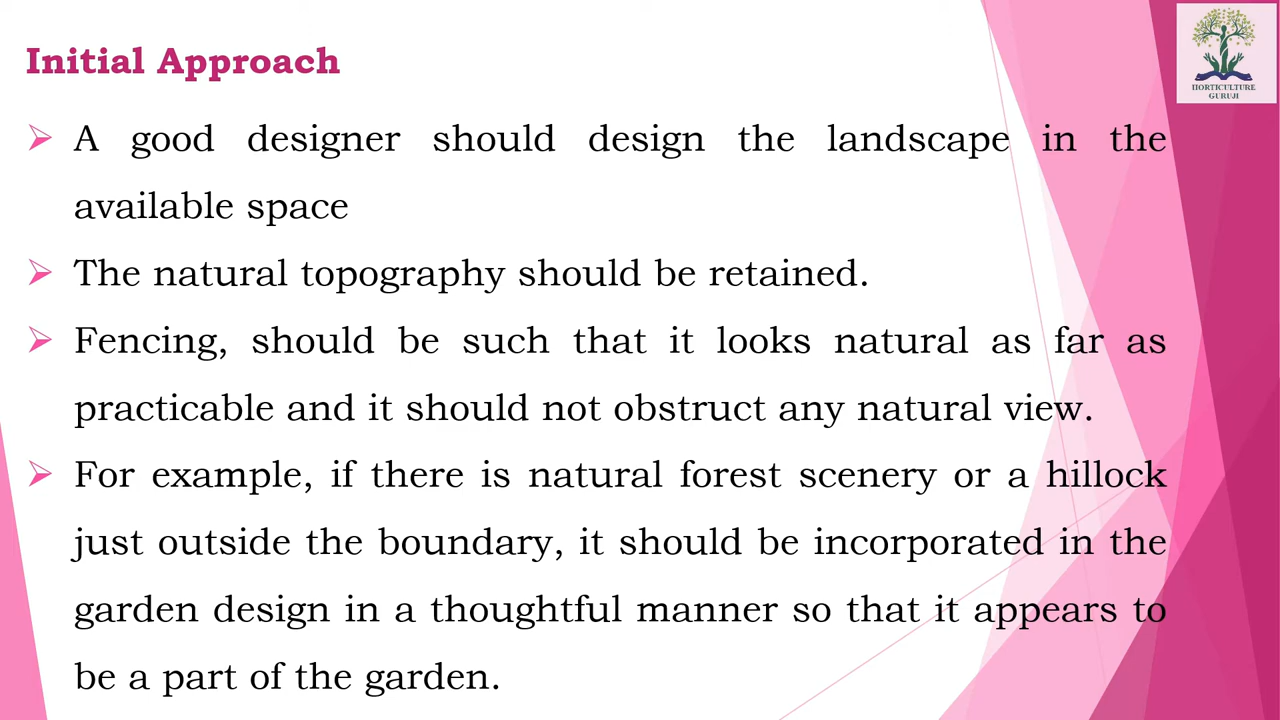 Initial Approach
HORTICULTURE
GURUJI
A good designer should design the landscape in the
available space
The natural topography should be retained.
Fencing, should be such that it looks natural as far as
practicable and it should not obstruct any natural view.
For example, if there is natural forest scenery or a hillock
just outside the boundary, it should be incorporated in the
garden design in a thoughtful manner so that it appears to
be a part of the garden.